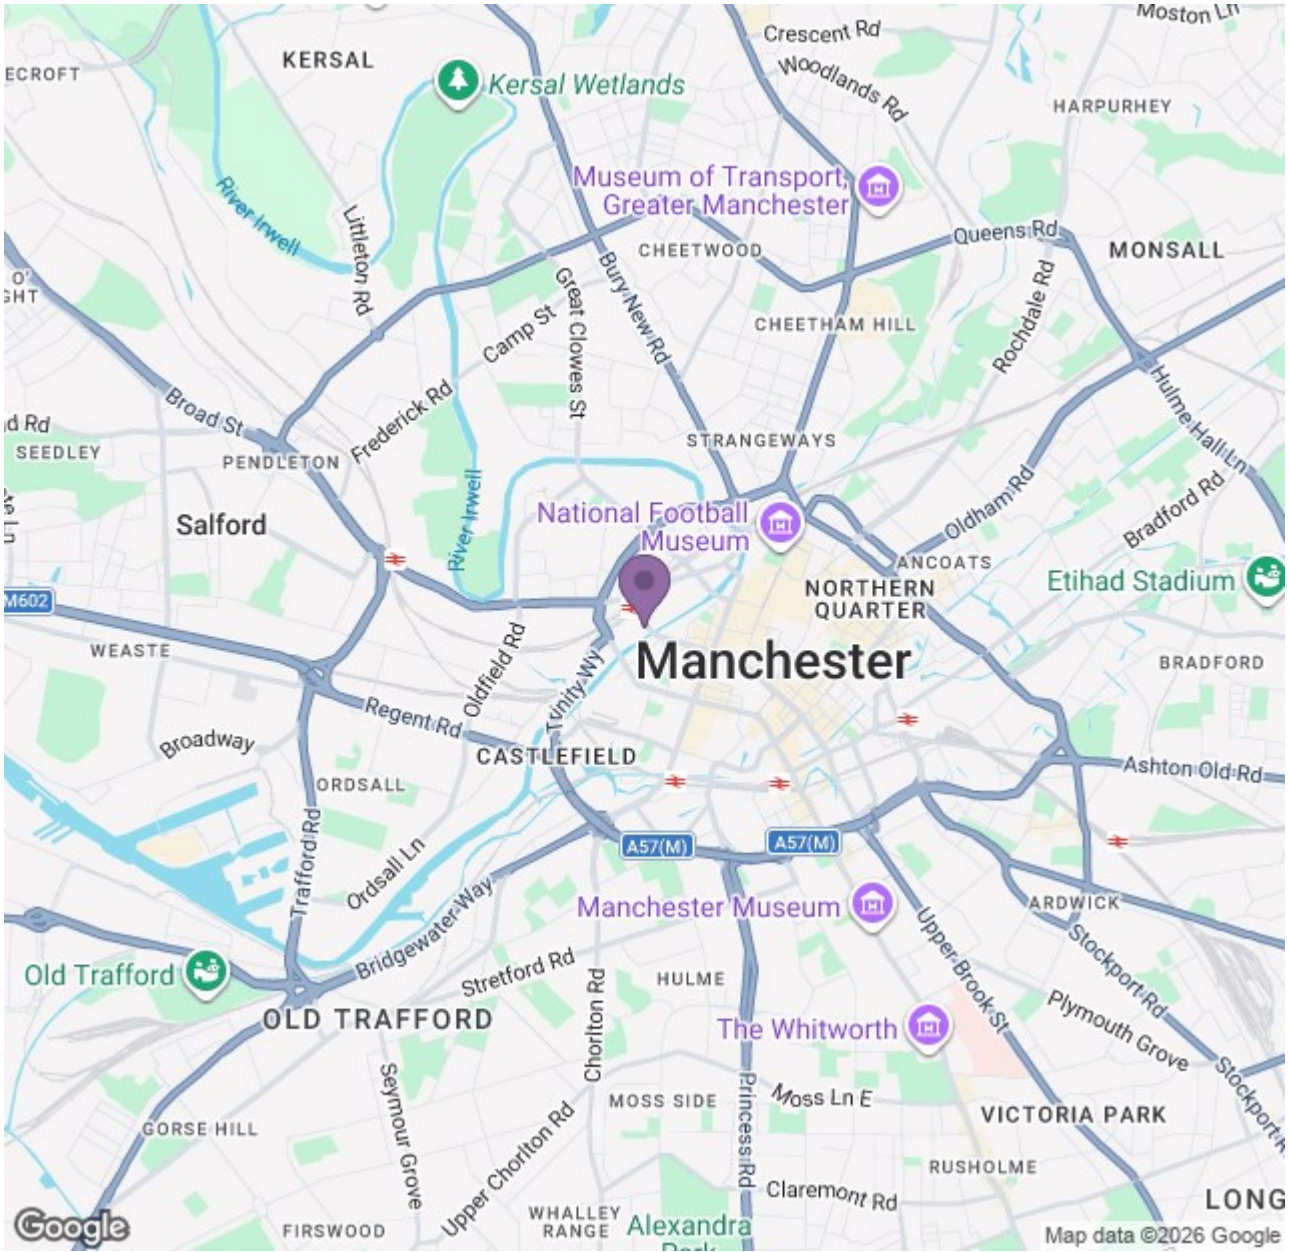 Moston Ln
Crescent Rd
KERSAL
Woodlands Rd
ECROFT
Kersal Wetlands
HARPURHEY
Museum of Transport,
Greater Manchester
River Irwell
Littleton Rd
CHEETWOOD
Queens Rd
MONSALL
O'
GHT
Bury New Rd
Great Clowes St
Camp St
Rochdale Rd
CHEETHAM HILL
Broad St
Frederick Rd
Hulme Hall Ln
d Rd
SEEDLEY
PENDLETON
STRANGEWAYS
Salford
River Irwell
National Football
Museum
Oldham Rd
Bradford Rd
ANCOATS
NORTHERN
QUARTER
Etihad Stadium
M602
WEASTE
Oldfield Rd
Manchester
BRADFORD
Trinity Wy
Regent Rd
Broadway
CASTLEFIELD
Ashton Old Rd
ORDSALL
Trafford Rd
Ordsall Ln
A57(M)
A57(M)
Manchester Museum
ARDWICK
Bridgewater Way
Upper Brook St
Old Trafford
Stretford Rd
HULME
Stockport Rd
OLD TRAFFORD
Chorlton Rd
The Whitworth
Plymouth Grove
Seymour Grove
Princess Rd
MOSS SIDE
Moss Ln E
VICTORIA PARK
Stockport R
GORSE HILL
Upper Chorlton Rd
RUSHOLME
Claremont Rd
LONG
Google
FIRSWOOD
WHALLEY
RANGE
Alexandra
Park
Map data ©2026 Google